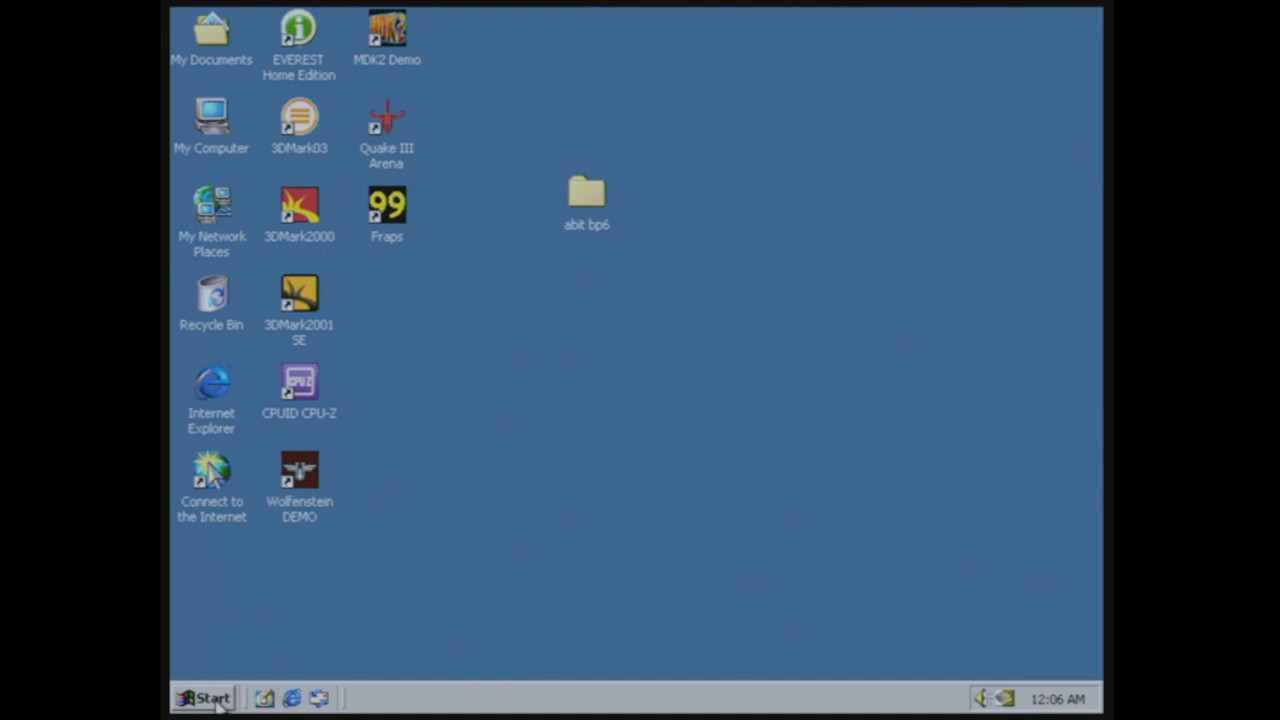 My Documents
EVEREST
Home Edition
MDK2 Demo
My Computer
3DMark03
Quake III
Arena
abit bp6
My Network
Places
3DMark2000
99
Fraps
Recycle Bin
3DMark2001
SE
Internet
Explorer
CPU-Z
CPUID CPU-Z
Connect to
the Internet
Wolfenstein
DEMO
Start
12:06 AM